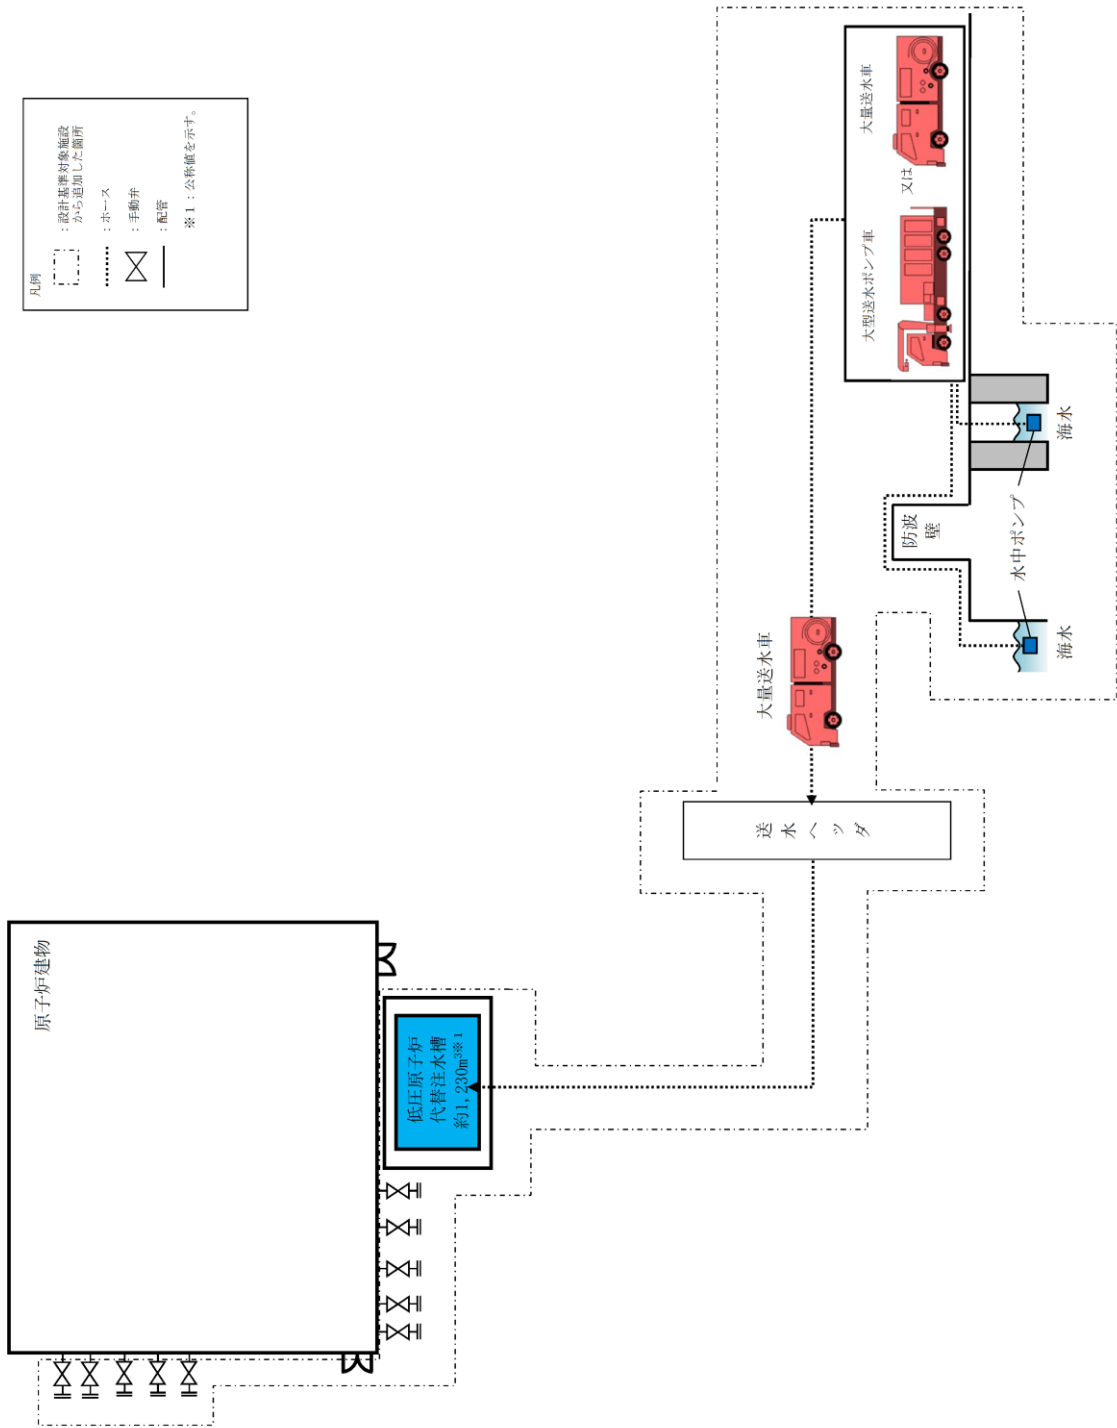 凡例
：設計基準対象施設
から追加した箇所
：ホース
：手動弁
：配管
※１：公称値を示す。
原子炉建物
低圧原子炉
代替注水槽
約1,230m³※１
送水ヘッダ
大量送水車
大型送水ポンプ車
又は
大量送水車
防波
壁
水中ポンプ
海水
海水